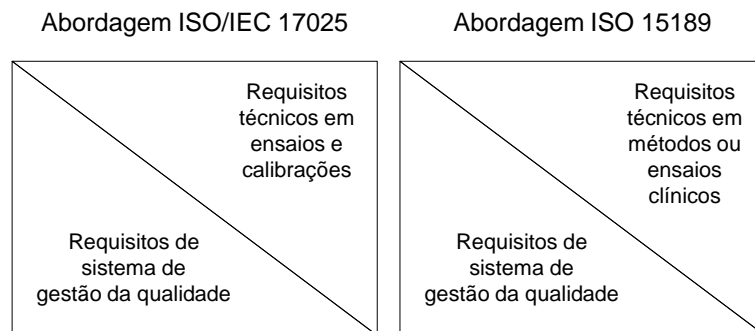 Abordagem ISO/IEC 17025
Abordagem ISO 15189
Requisitos
técnicos em
ensaios e
calibrações
Requisitos de
sistema de
gestão da qualidade
Requisitos
técnicos em
métodos ou
ensaios
clínicos
Requisitos de
sistema de
gestão da qualidade